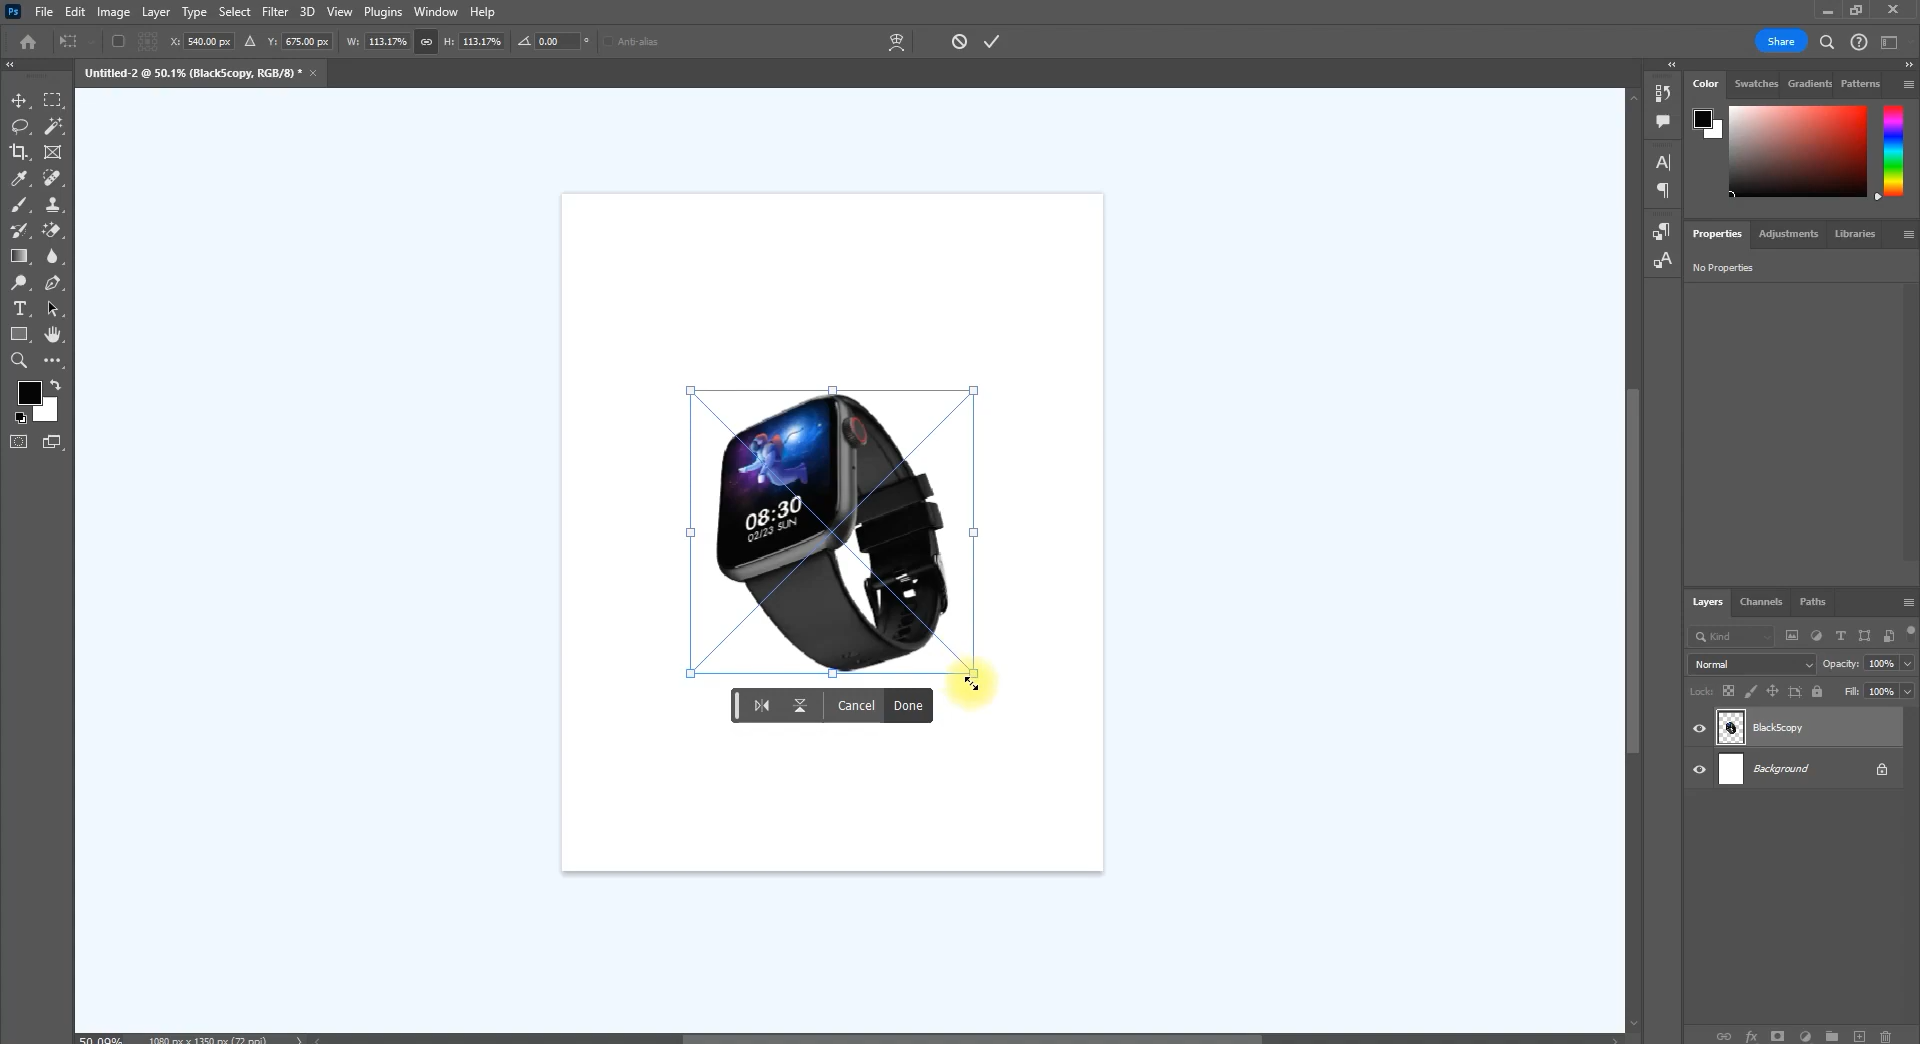 Ps File Edit Image Layer Type Select Filter 3D View Plugins Window Help
X: 540.00 px Y: 675.00 px W: 113.17% H: 113.17% 0.00 ° Anti-alias Share
Untitled-2 @ 50.1% (Black5copy, RGB/8) * ×
Color Swatches Gradients Patterns
Properties Adjustments Libraries
No Properties
08:30
02/23 SUN
Cancel Done
Layers Channels Paths
Kind
Normal Opacity: 100%
Lock: Fill: 100%
Black5copy
Background
50.09% 1080 px x 1350 px (72 ppi)